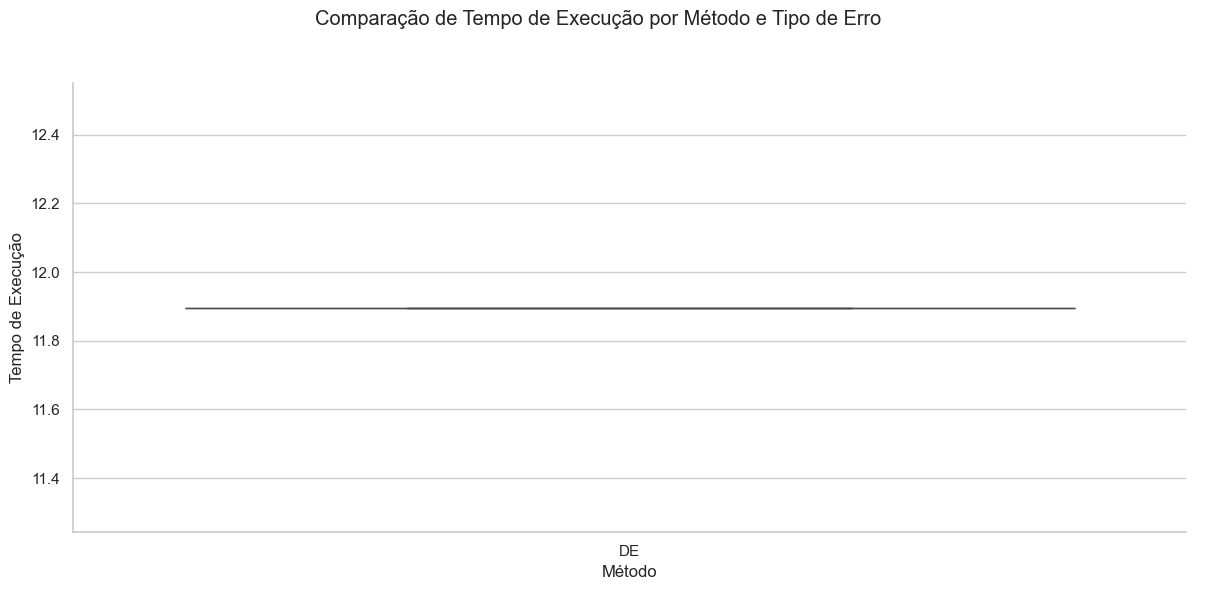 Comparação de Tempo de Execução por Método e Tipo de Erro
12.4
12.2
12.0
11.8
11.6
11.4
Tempo de Execução
DE
Método